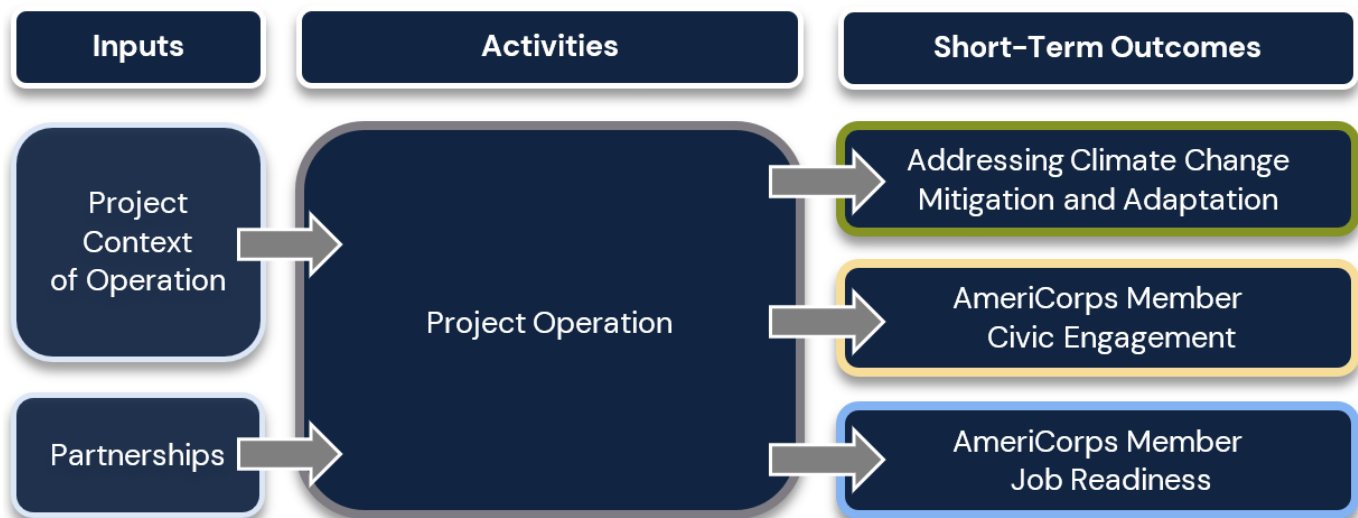 Inputs
Activities
Short-Term Outcomes
Project
Context
of Operation
Partnerships
Project Operation
Addressing Climate Change
Mitigation and Adaptation
AmeriCorps Member
Civic Engagement
AmeriCorps Member
Job Readiness